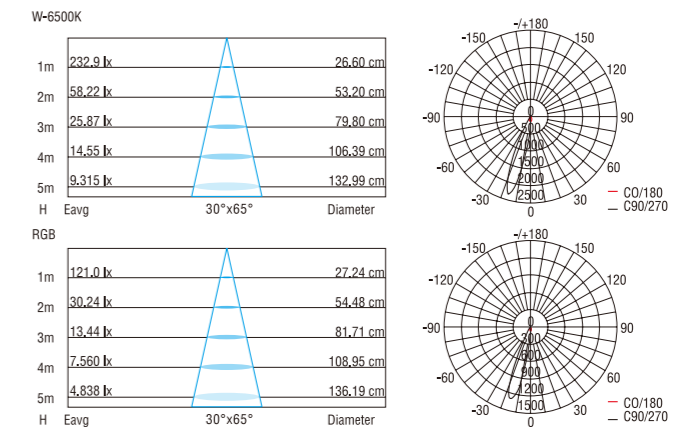 W-6500K
1m 232.9 lx 26.60 cm
2m 58.22 lx 53.20 cm
3m 25.87 lx 79.80 cm
4m 14.55 lx 106.39 cm
5m 9.315 lx 132.99 cm
H Eavg 30°x65° Diameter
-/+180
-150 150
-120 120
-90 90
-60 60
-30 30
0
0
500
1000
1500
2000
2500
CO/180
C90/270
RGB
1m 121.0 lx 27.24 cm
2m 30.24 lx 54.48 cm
3m 13.44 lx 81.71 cm
4m 7.560 lx 108.95 cm
5m 4.838 lx 136.19 cm
H Eavg 30°x65° Diameter
-/+180
-150 150
-120 120
-90 90
-60 60
-30 30
0
0
300
600
900
1200
1500
CO/180
C90/270